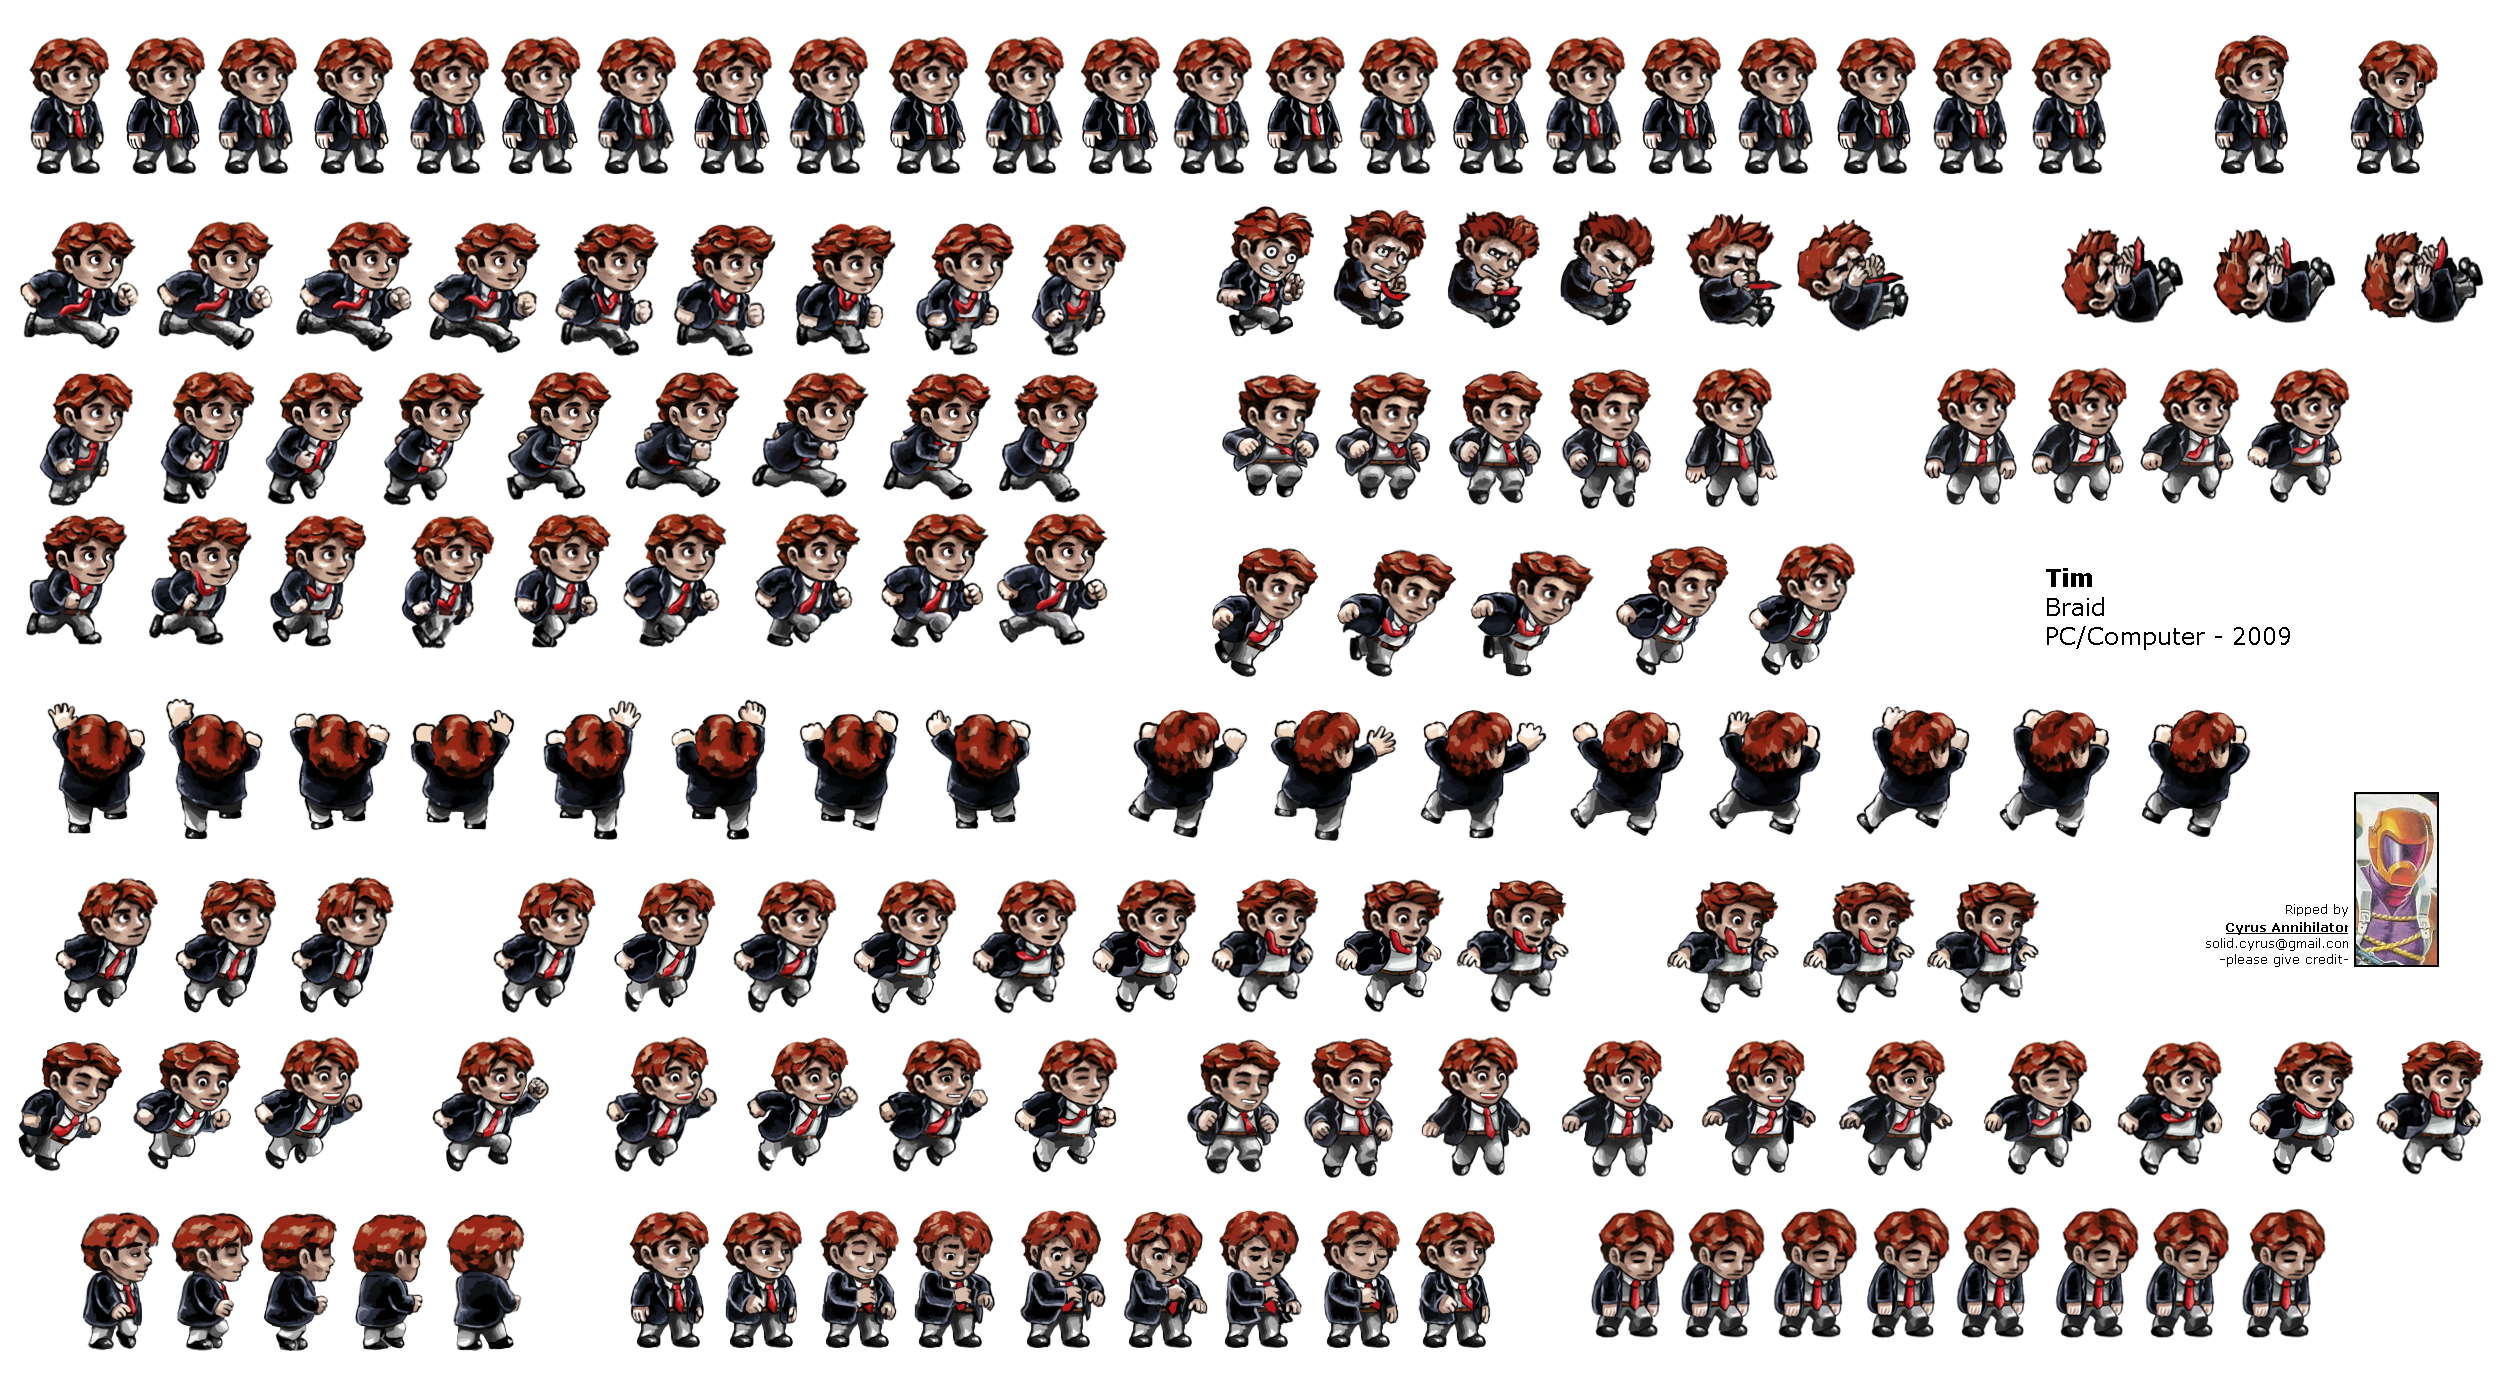 Tim
Braid
PC/Computer - 2009
Ripped by
Cyrus Annihilator
solid.cyrus@gmail.con
-please give credit-